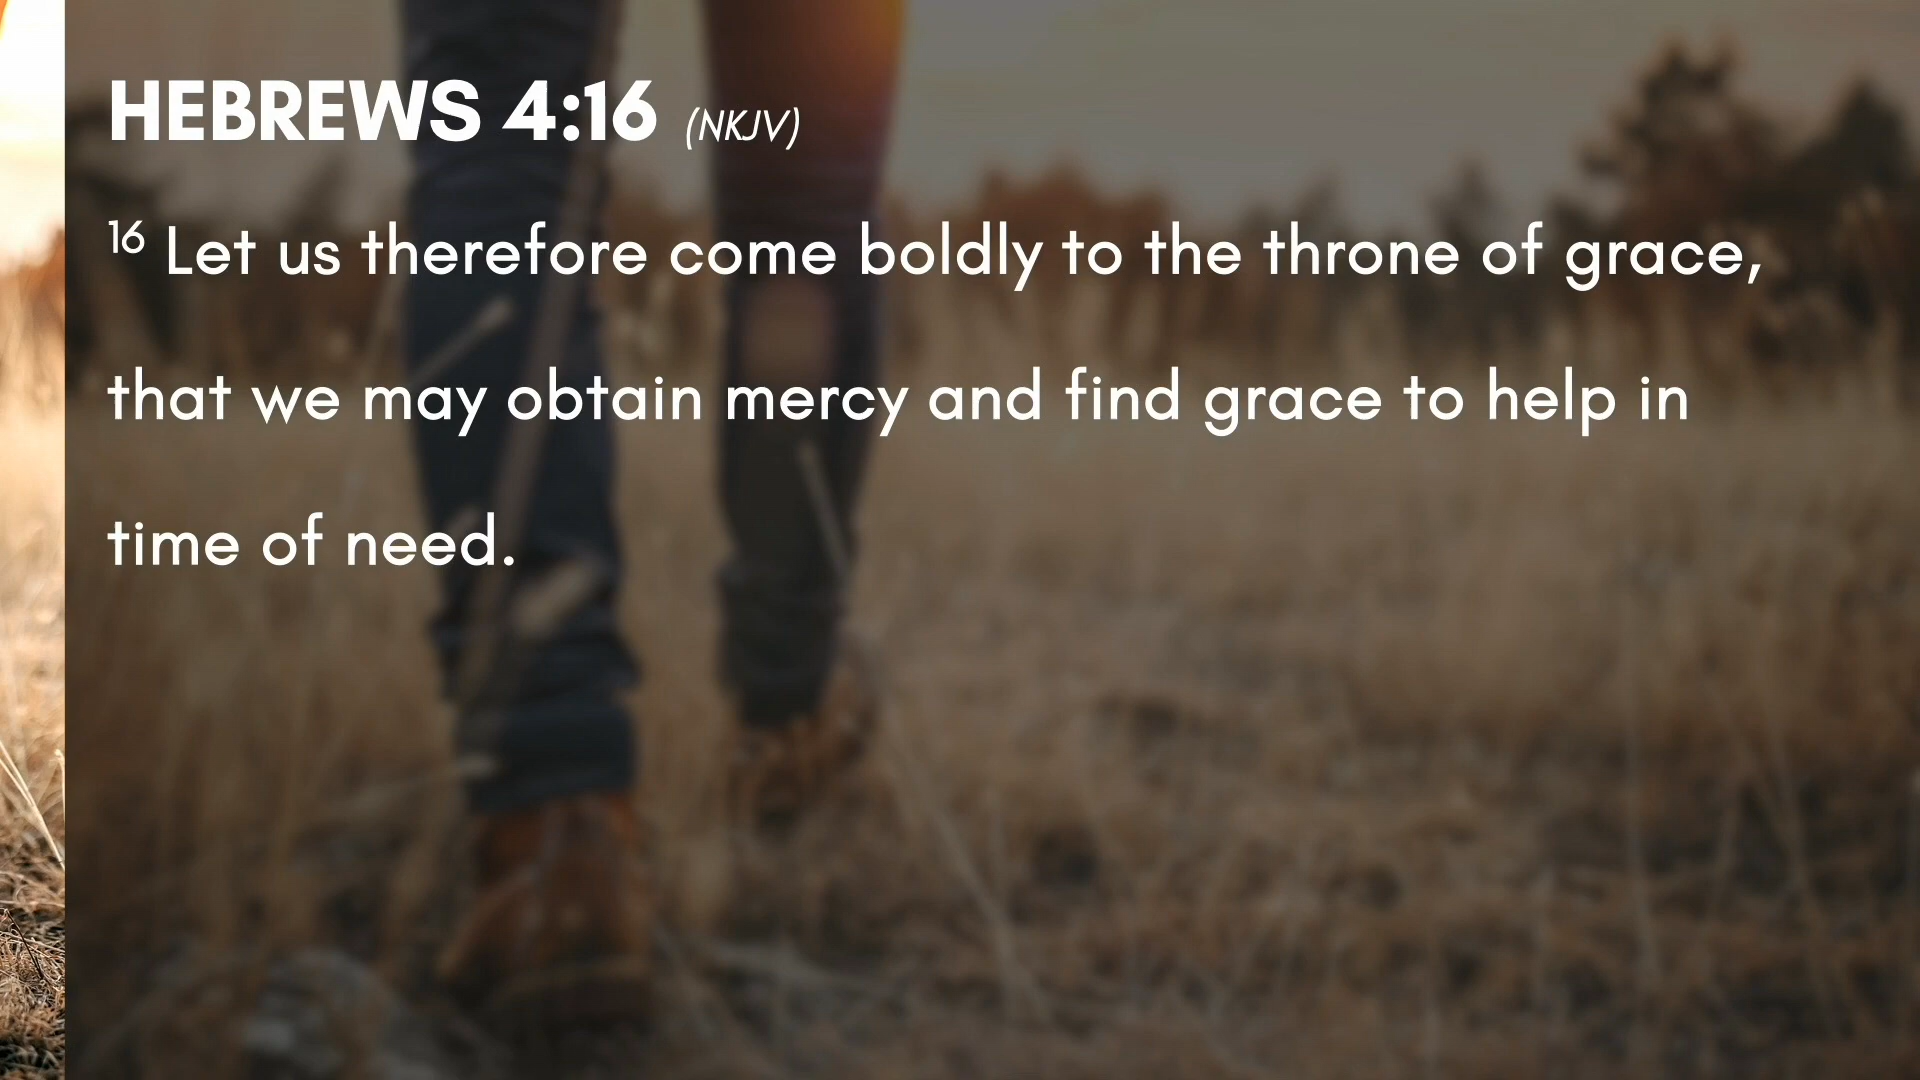 HEBREWS 4:16 (NKJV)
16 Let us therefore come boldly to the throne of grace,
that we may obtain mercy and find grace to help in
time of need.